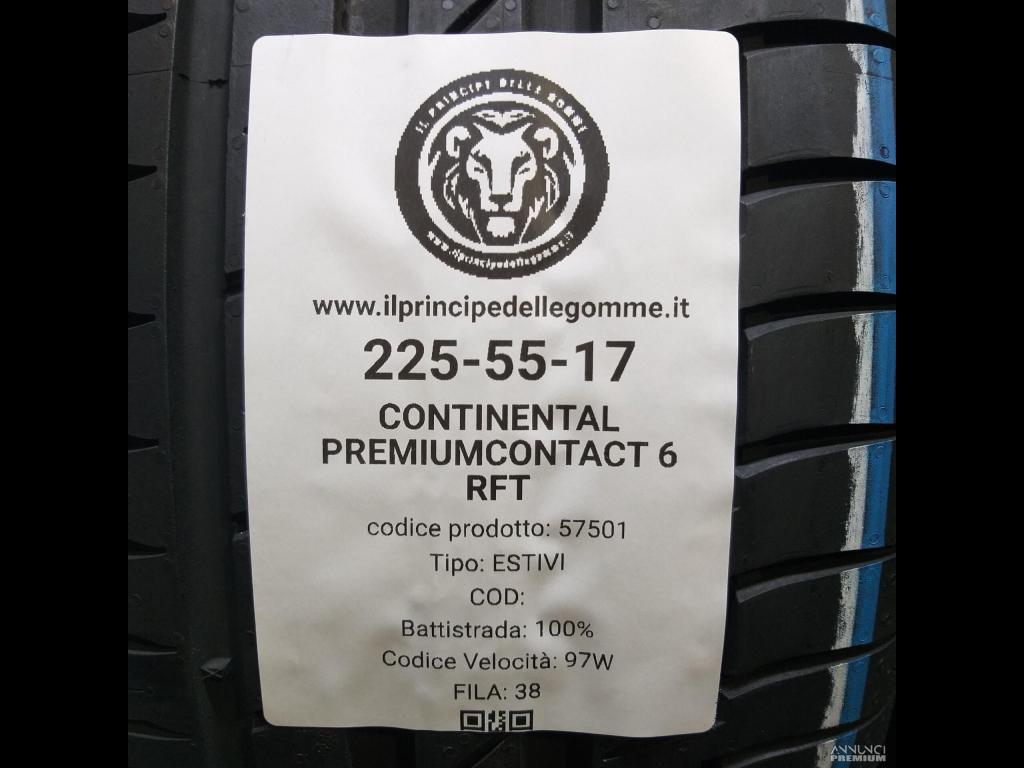 IL PRINCIPE DELLE GOMME
www.ilprincipedellegomme.it
www.ilprincipedellegomme.it
225-55-17
CONTINENTAL
PREMIUMCONTACT 6
RFT
codice prodotto: 57501
Tipo: ESTIVI
COD:
Battistrada: 100%
Codice Velocità: 97W
FILA: 38
ANNUNCI
PREMIUM